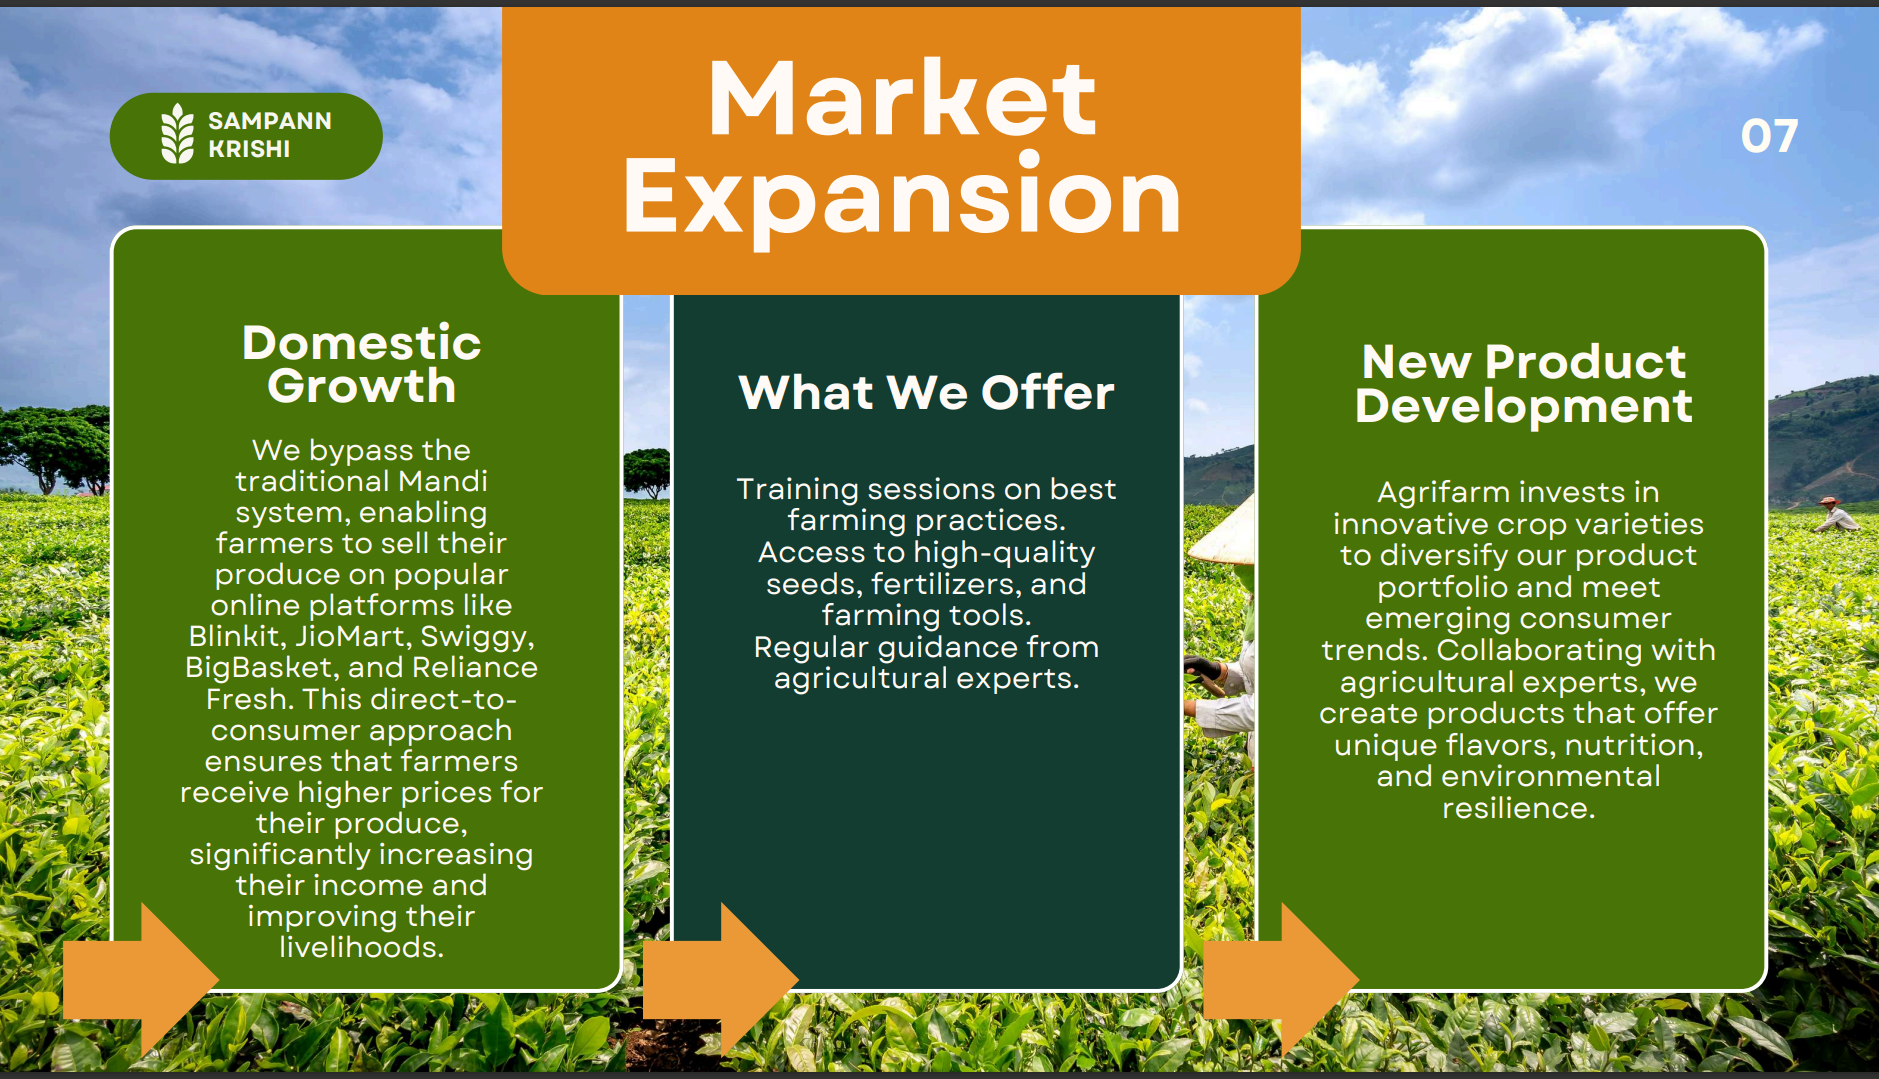 SAMPANN
KRISHI
Market
Expansion
07
Domestic
Growth
We bypass the
traditional Mandi
system, enabling
farmers to sell their
produce on popular
online platforms like
Blinkit, JioMart, Swiggy,
BigBasket, and Reliance
Fresh. This direct-to-
consumer approach
ensures that farmers
receive higher prices for
their produce,
significantly increasing
their income and
improving their
livelihoods.
What We Offer
Training sessions on best
farming practices.
Access to high-quality
seeds, fertilizers, and
farming tools.
Regular guidance from
agricultural experts.
New Product
Development
Agrifarm invests in
innovative crop varieties
to diversify our product
portfolio and meet
emerging consumer
trends. Collaborating with
agricultural experts, we
create products that offer
unique flavors, nutrition,
and environmental
resilience.